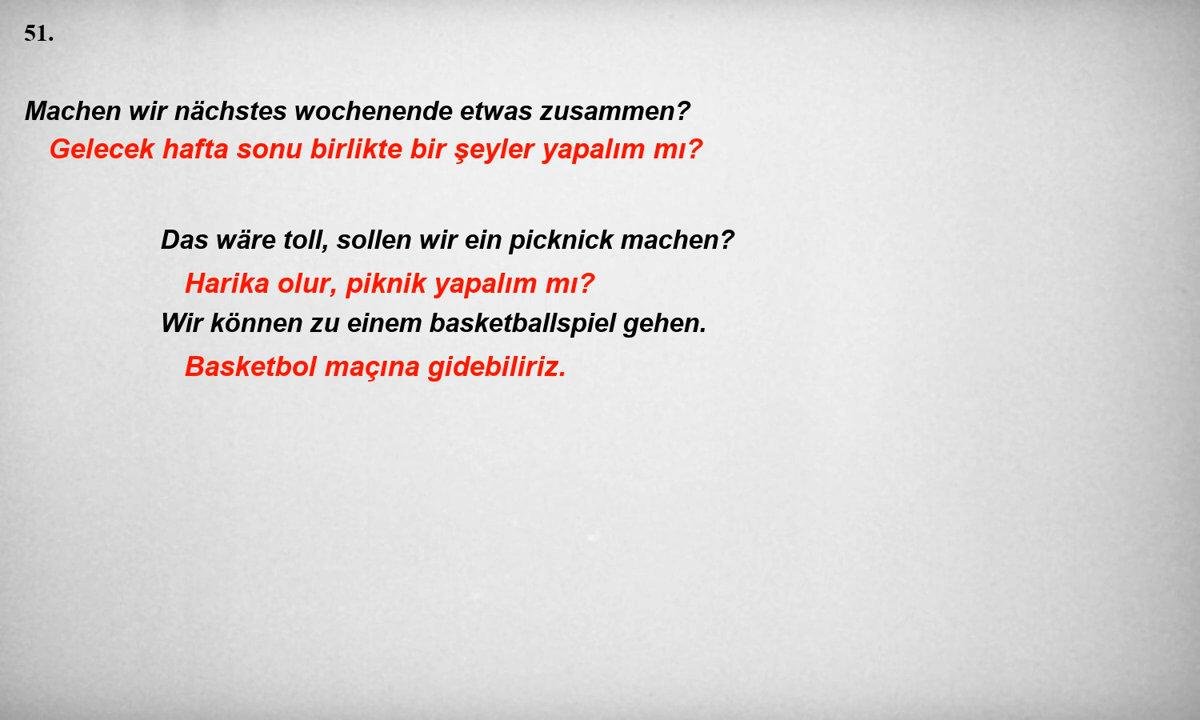 51.
Machen wir nächstes wochenende etwas zusammen?
Gelecek hafta sonu birlikte bir şeyler yapalım mı?
Das wäre toll, sollen wir ein picknick machen?
Harika olur, piknik yapalım mı?
Wir können zu einem basketballspiel gehen.
Basketbol maçına gidebiliriz.